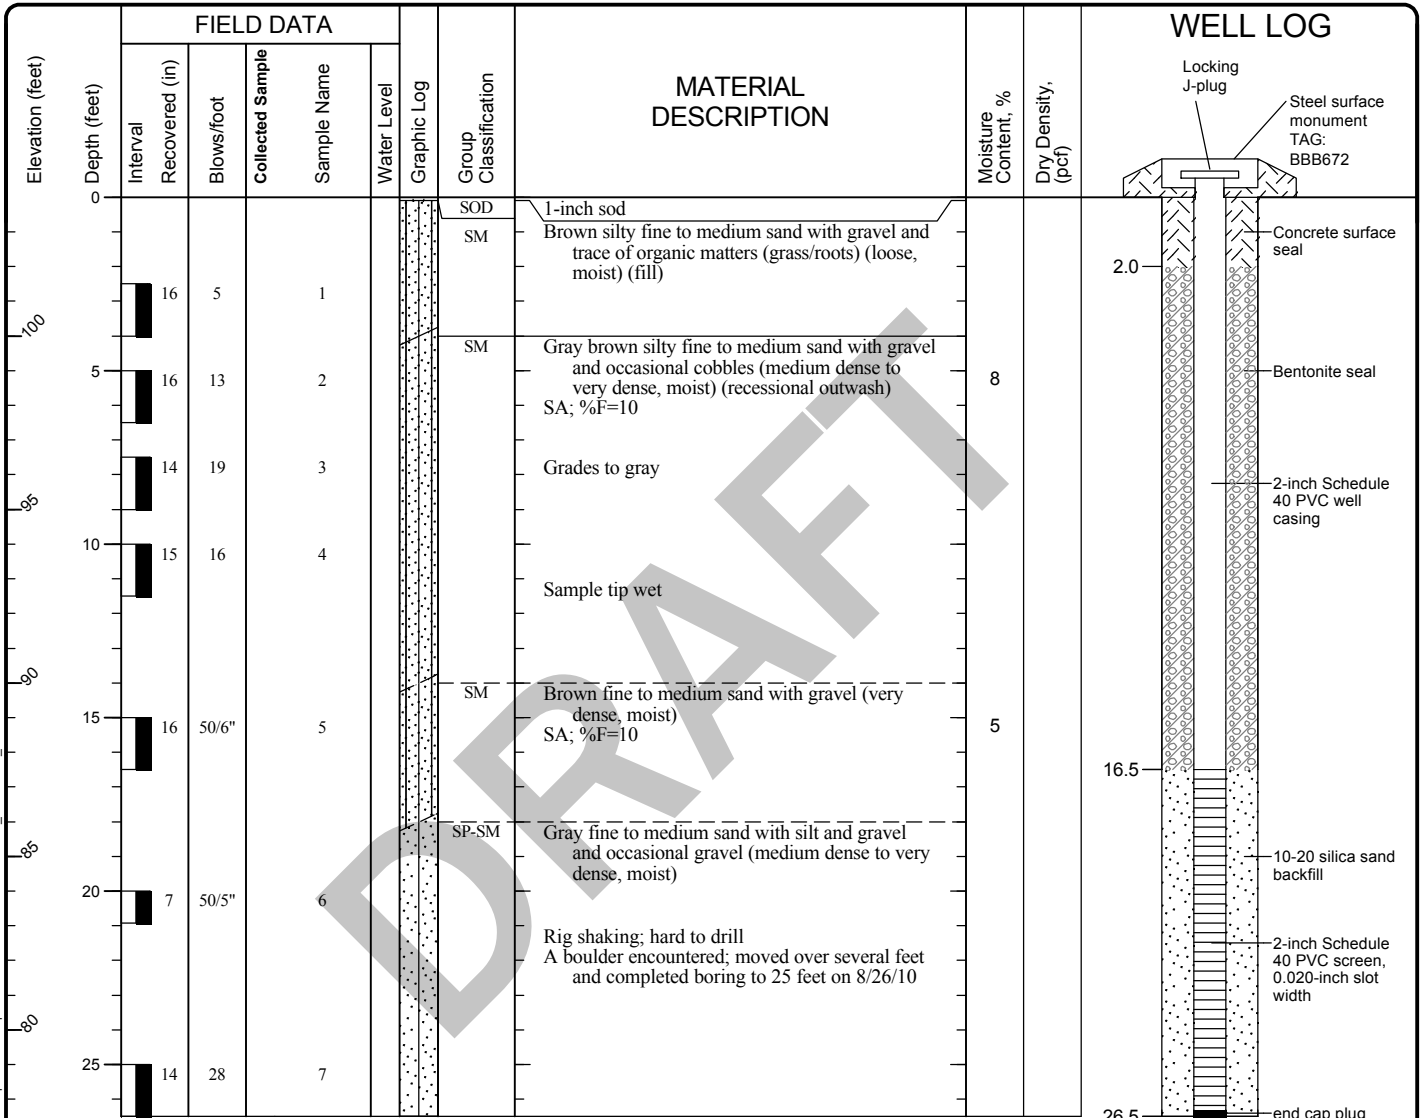 FIELD DATA
WELL LOG
Elevation (feet)
Depth (feet)
Interval
Recovered (in)
Blows/foot
Collected Sample
Sample Name
Water Level
Graphic Log
Group
Classification
MATERIAL
DESCRIPTION
Moisture
Content, %
Dry Density,
(pcf)
Locking
J-plug
Steel surface
monument
TAG:
BBB672
0
SOD
1-inch sod
SM
Brown silty fine to medium sand with gravel and
trace of organic matters (grass/roots) (loose,
moist) (fill)
Concrete surface
seal
2.0
16 5 1
100
SM
Gray brown silty fine to medium sand with gravel
and occasional cobbles (medium dense to
very dense, moist) (recessional outwash)
SA; %F=10
5
16 13 2
8
Bentonite seal
14 19 3
Grades to gray
2-inch Schedule
40 PVC well
casing
95
10
15 16 4
Sample tip wet
90
SM
Brown fine to medium sand with gravel (very
dense, moist)
SA; %F=10
15
16 50/6" 5
5
16.5
SP-SM
Gray fine to medium sand with silt and gravel
and occasional gravel (medium dense to very
dense, moist)
85
10-20 silica sand
backfill
20
7 50/5" 6
Rig shaking; hard to drill
A boulder encountered; moved over several feet
and completed boring to 25 feet on 8/26/10
2-inch Schedule
40 PVC screen,
0.020-inch slot
width
80
25
14 28 7
26.5
end cap plug
DRAFT